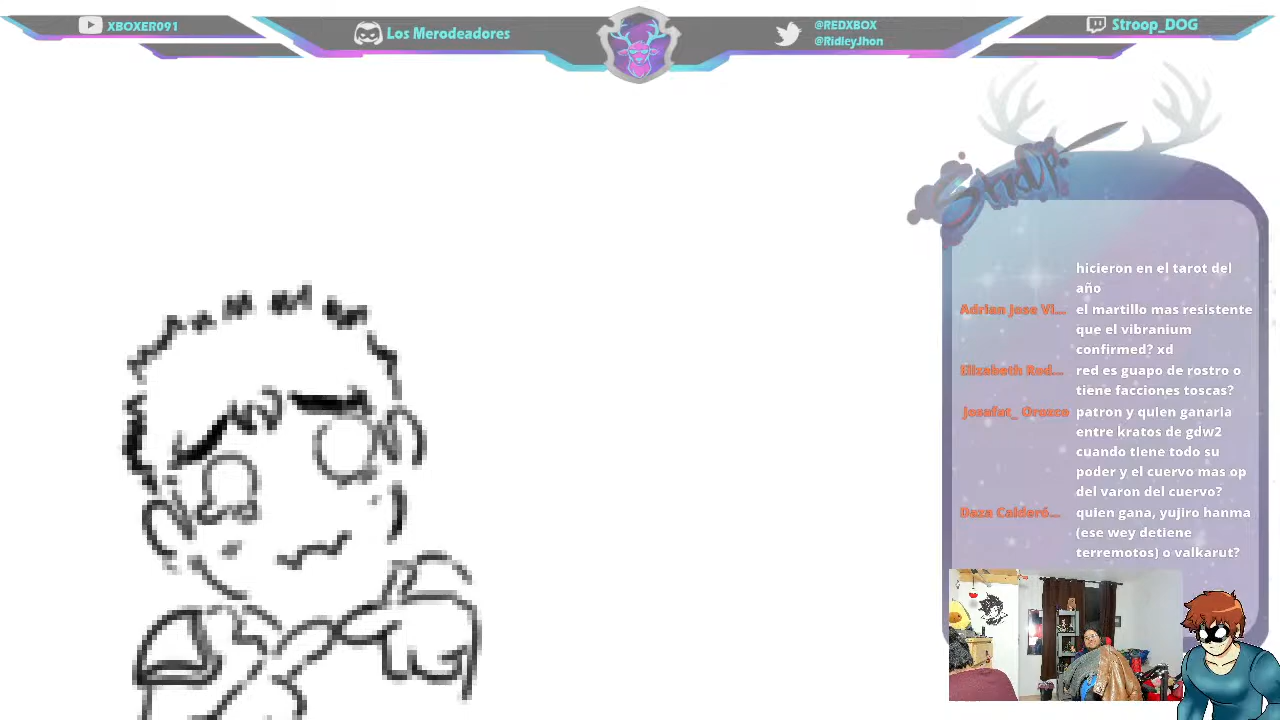 XBOXER091
Los Merodeadores
@REDXBOX
@RidleyJhon
Stroop_DOG
Stroop
hicieron en el tarot del
año
Adrian Jose Vi... el martillo mas resistente
que el vibranium
confirmed? xd
Elizabeth Rod... red es guapo de rostro o
tiene facciones toscas?
Josafat_ Orozco patron y quien ganaria
entre kratos de gdw2
cuando tiene todo su
poder y el cuervo mas op
del varon del cuervo?
Daza Calderó... quien gana, yujiro hanma
(ese wey detiene
terremotos) o valkarut?